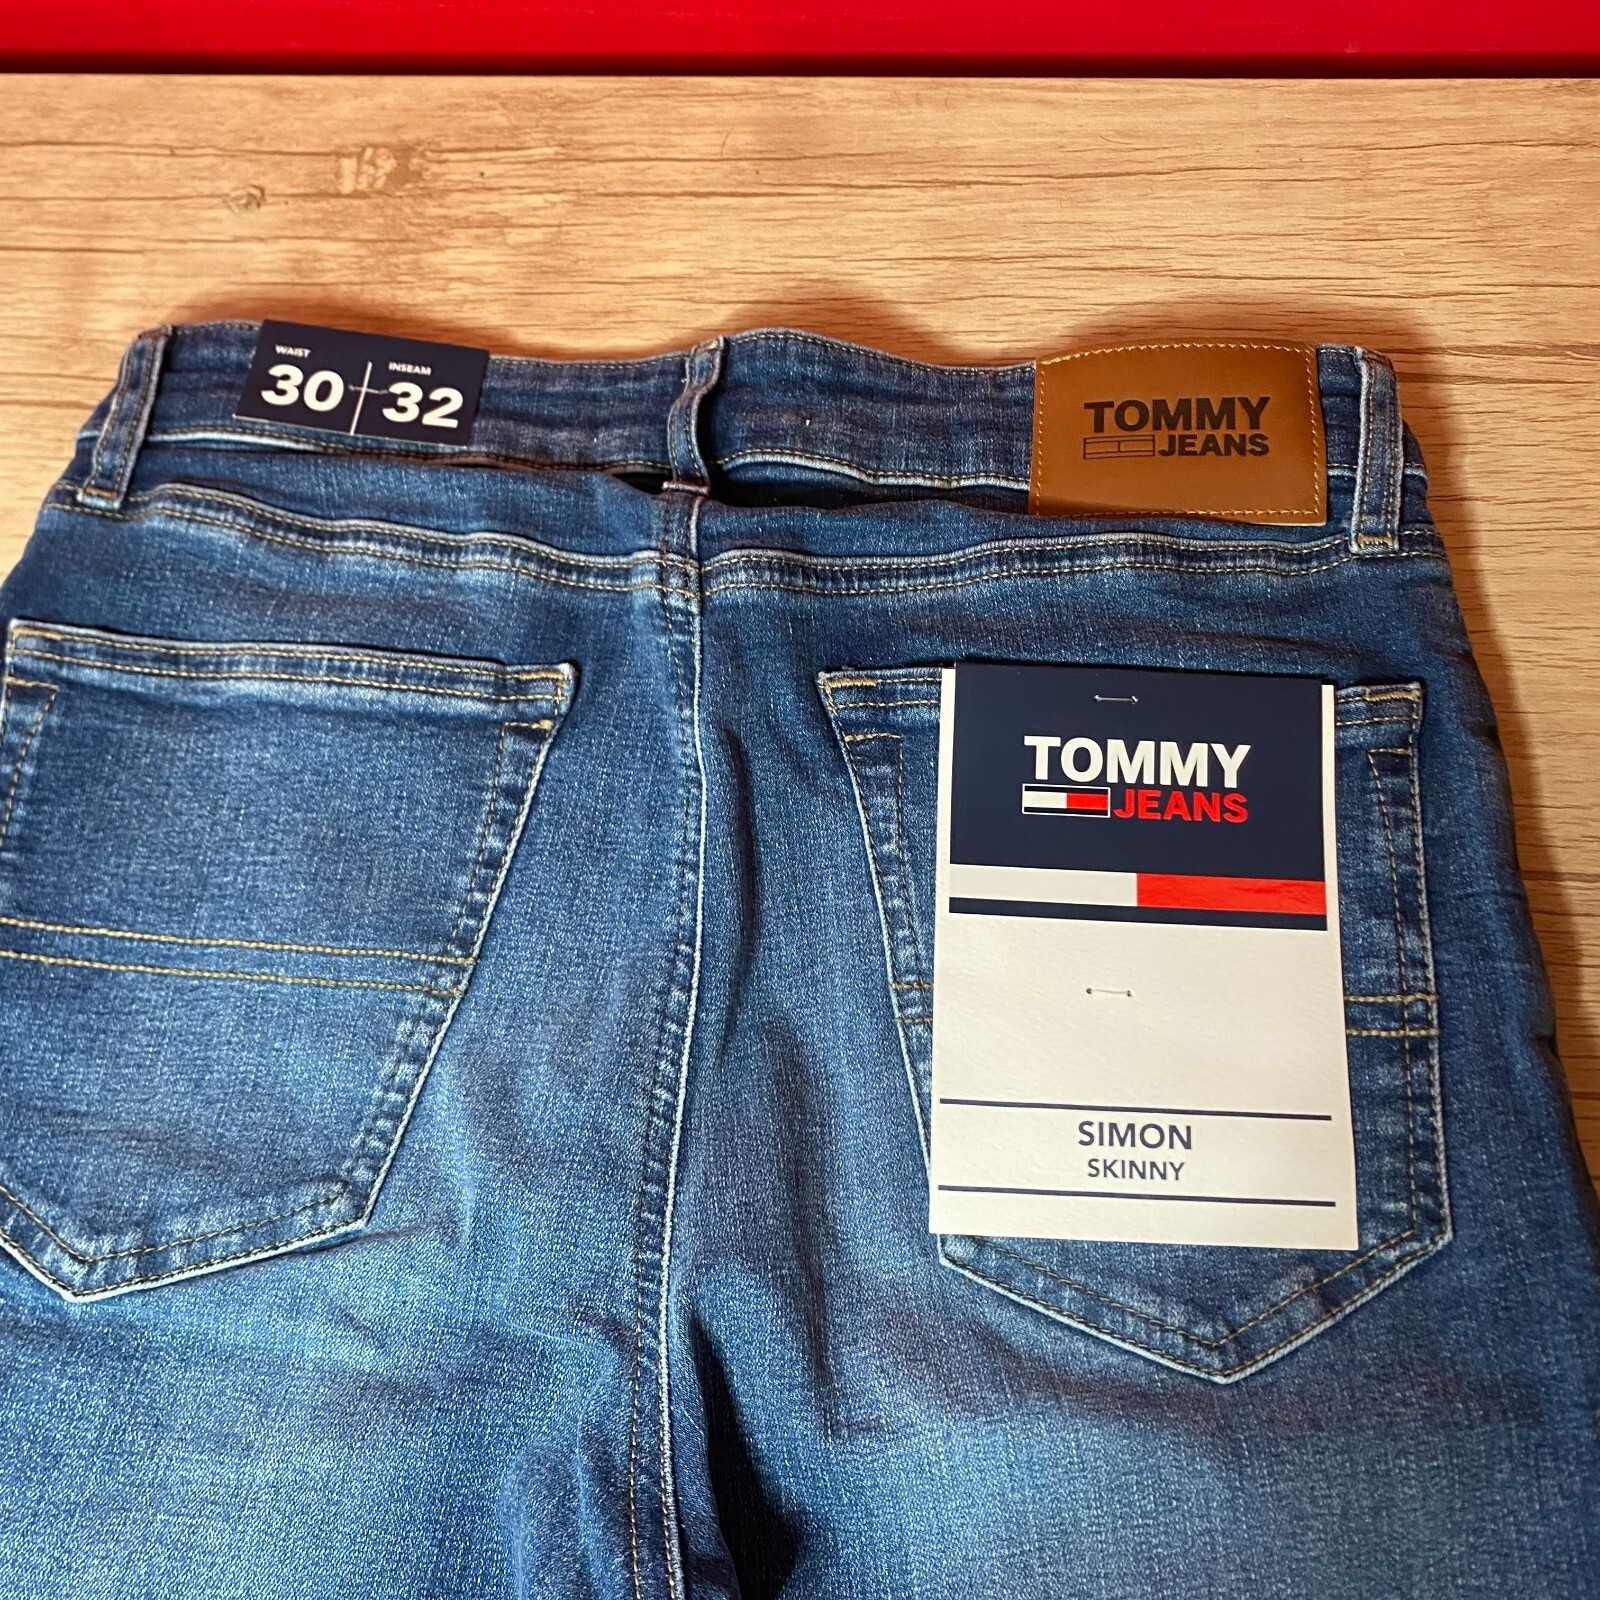 WAIST INSEAM
30 32
TOMMY
JEANS
TOMMY
JEANS
SIMON
SKINNY